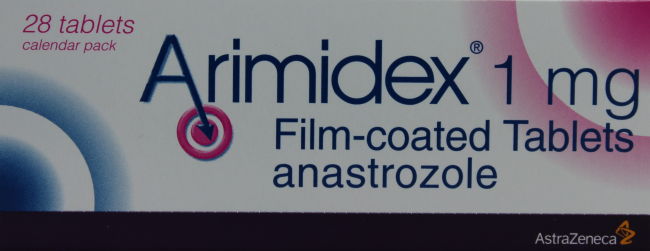 28 tablets
calendar pack
Arimidex® 1 mg
Film-coated Tablets
anastrozole
AstraZeneca